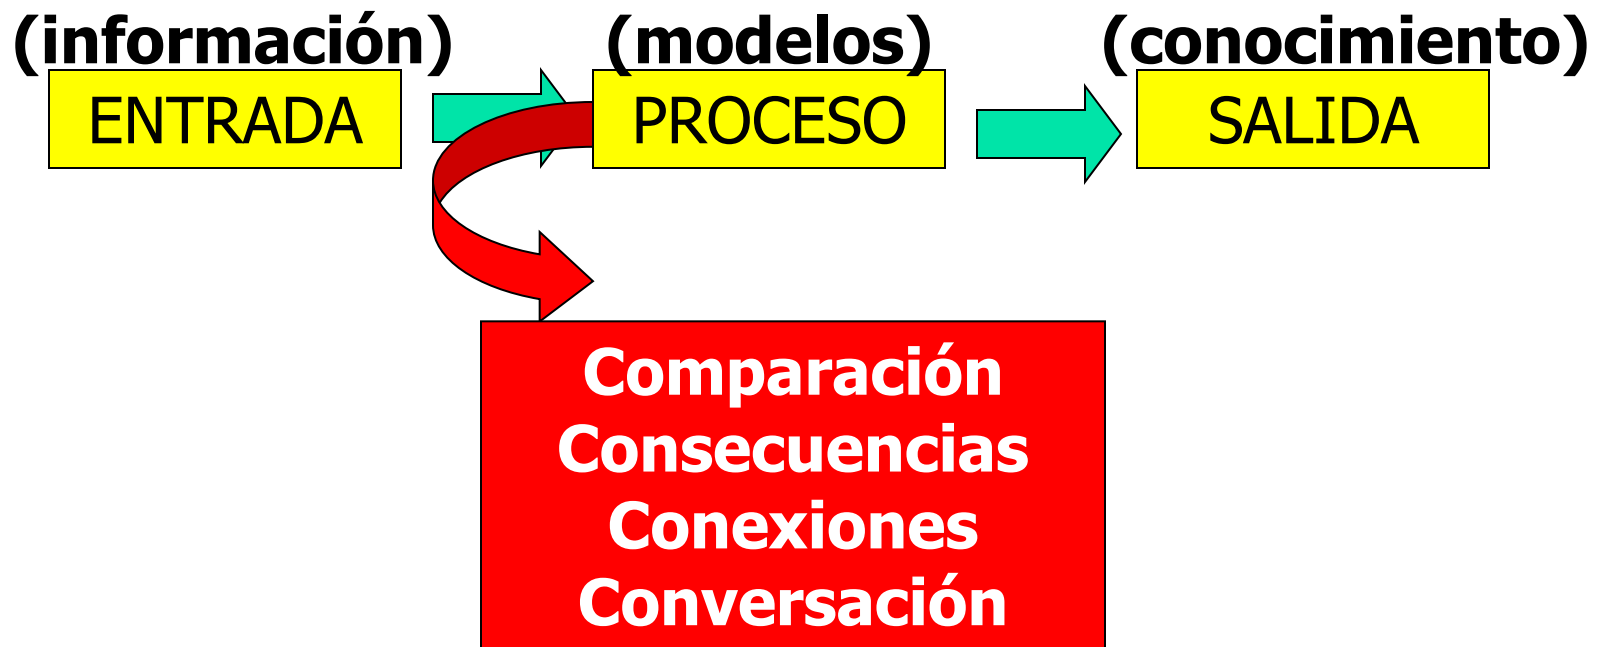 (información) (modelos) (conocimiento)
ENTRADA PROCESO SALIDA
Comparación
Consecuencias
Conexiones
Conversación